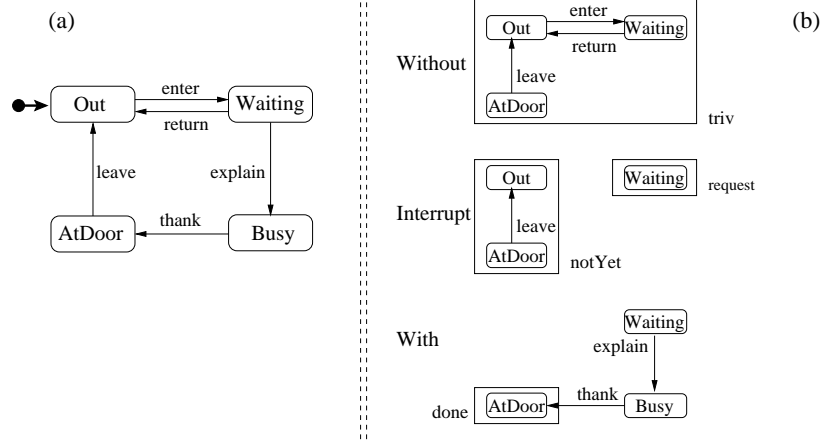 (a)
Out
enter
Waiting
return
leave
explain
AtDoor
thank
Busy
(b)
Without
Out
enter
Waiting
return
leave
AtDoor
triv
Interrupt
Out
Waiting
request
leave
AtDoor
notYet
With
Waiting
explain
done
AtDoor
thank
Busy